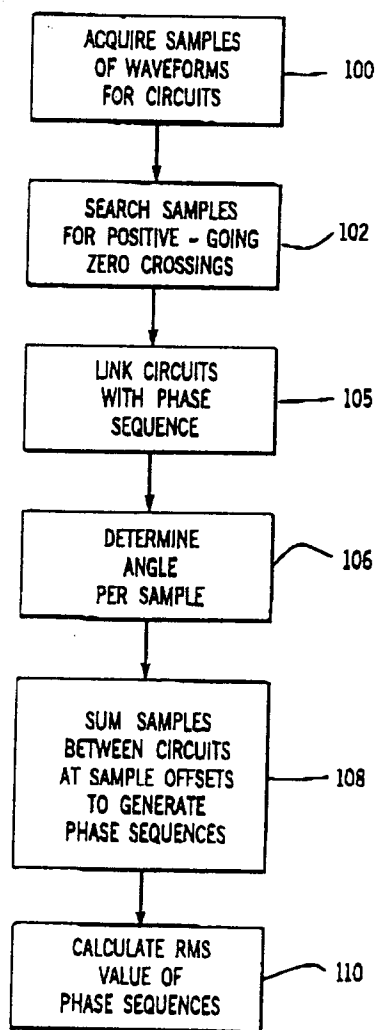 ACQUIRE SAMPLES
OF WAVEFORMS
FOR CIRCUITS
100
SEARCH SAMPLES
FOR POSITIVE - GOING
ZERO CROSSINGS
102
LINK CIRCUITS
WITH PHASE
SEQUENCE
105
DETERMINE
ANGLE
PER SAMPLE
106
SUM SAMPLES
BETWEEN CIRCUITS
AT SAMPLE OFFSETS
TO GENERATE
PHASE SEQUENCES
108
CALCULATE RMS
VALUE OF
PHASE SEQUENCES
110